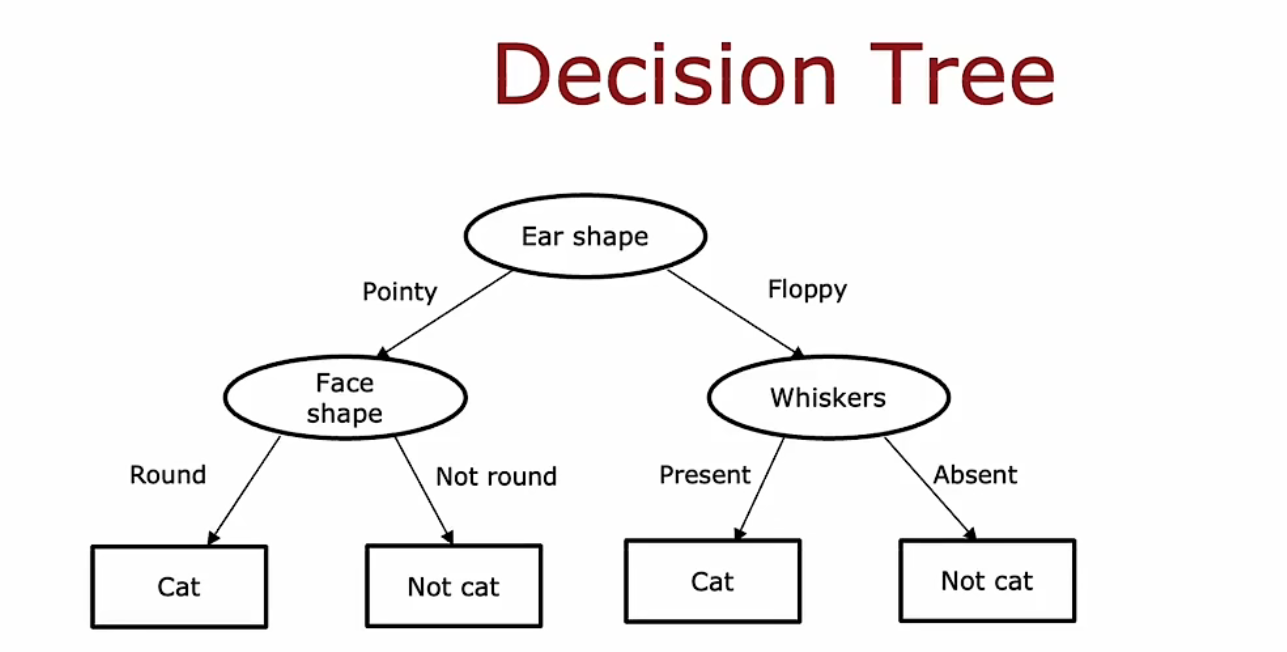 Decision Tree
Ear shape
Pointy
Floppy
Face
shape
Whiskers
Round
Not round
Present
Absent
Cat
Not cat
Cat
Not cat